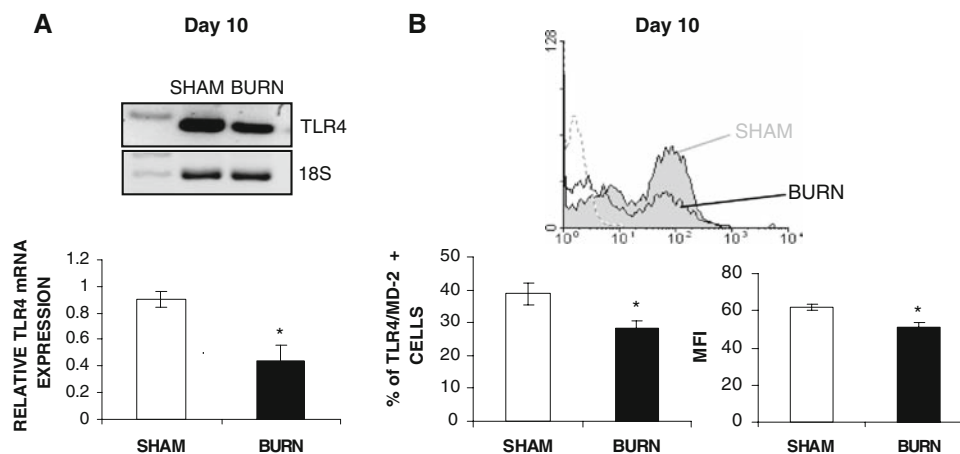 A
Day 10
SHAM BURN
TLR4
18S
RELATIVE TLR4 mRNA
EXPRESSION
1.2
1
0.8
0.6
0.4
0.2
0
*
SHAM
BURN
B
Day 10
128
0
SHAM
BURN
10⁰
10¹
10²
10³
10⁴
% of TLR4/MD-2 +
CELLS
50
40
30
20
10
0
*
SHAM
BURN
MFI
80
60
40
20
0
*
SHAM
BURN